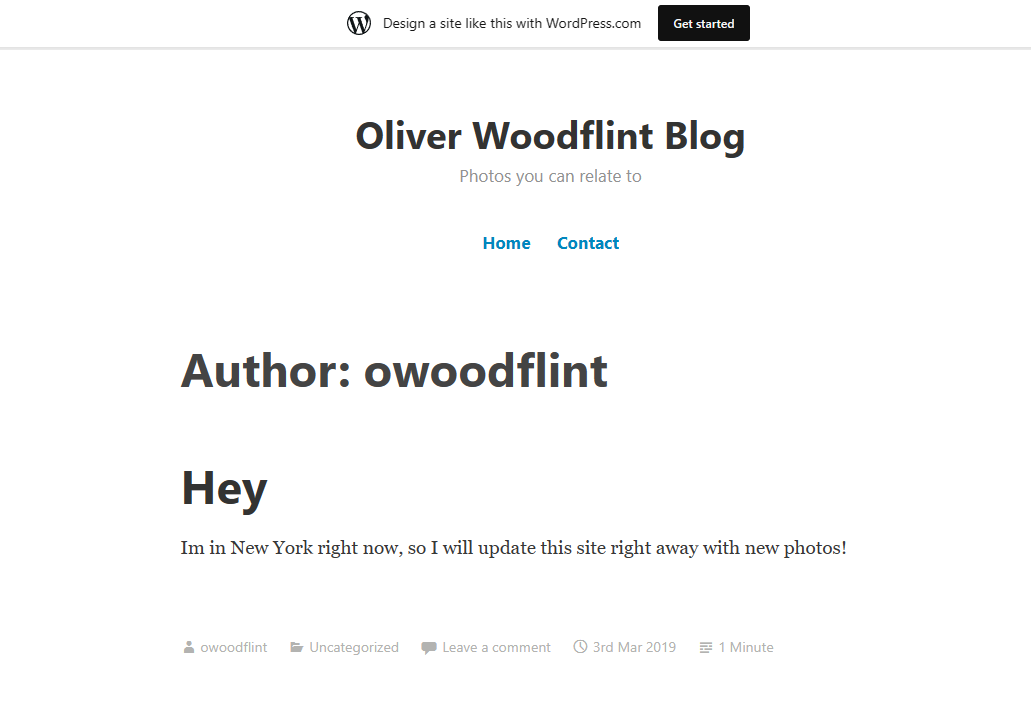 Design a site like this with WordPress.com Get started
Oliver Woodflint Blog
Photos you can relate to
Home Contact
Author: owoodflint
Hey
Im in New York right now, so I will update this site right away with new photos!
owoodflint Uncategorized Leave a comment 3rd Mar 2019 1 Minute